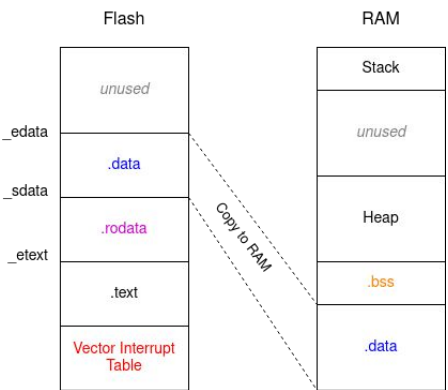 Flash
RAM
Stack
unused
unused
_edata
.data
_sdata
Copy to RAM
.rodata
Heap
_etext
.text
.bss
Vector Interrupt
Table
.data